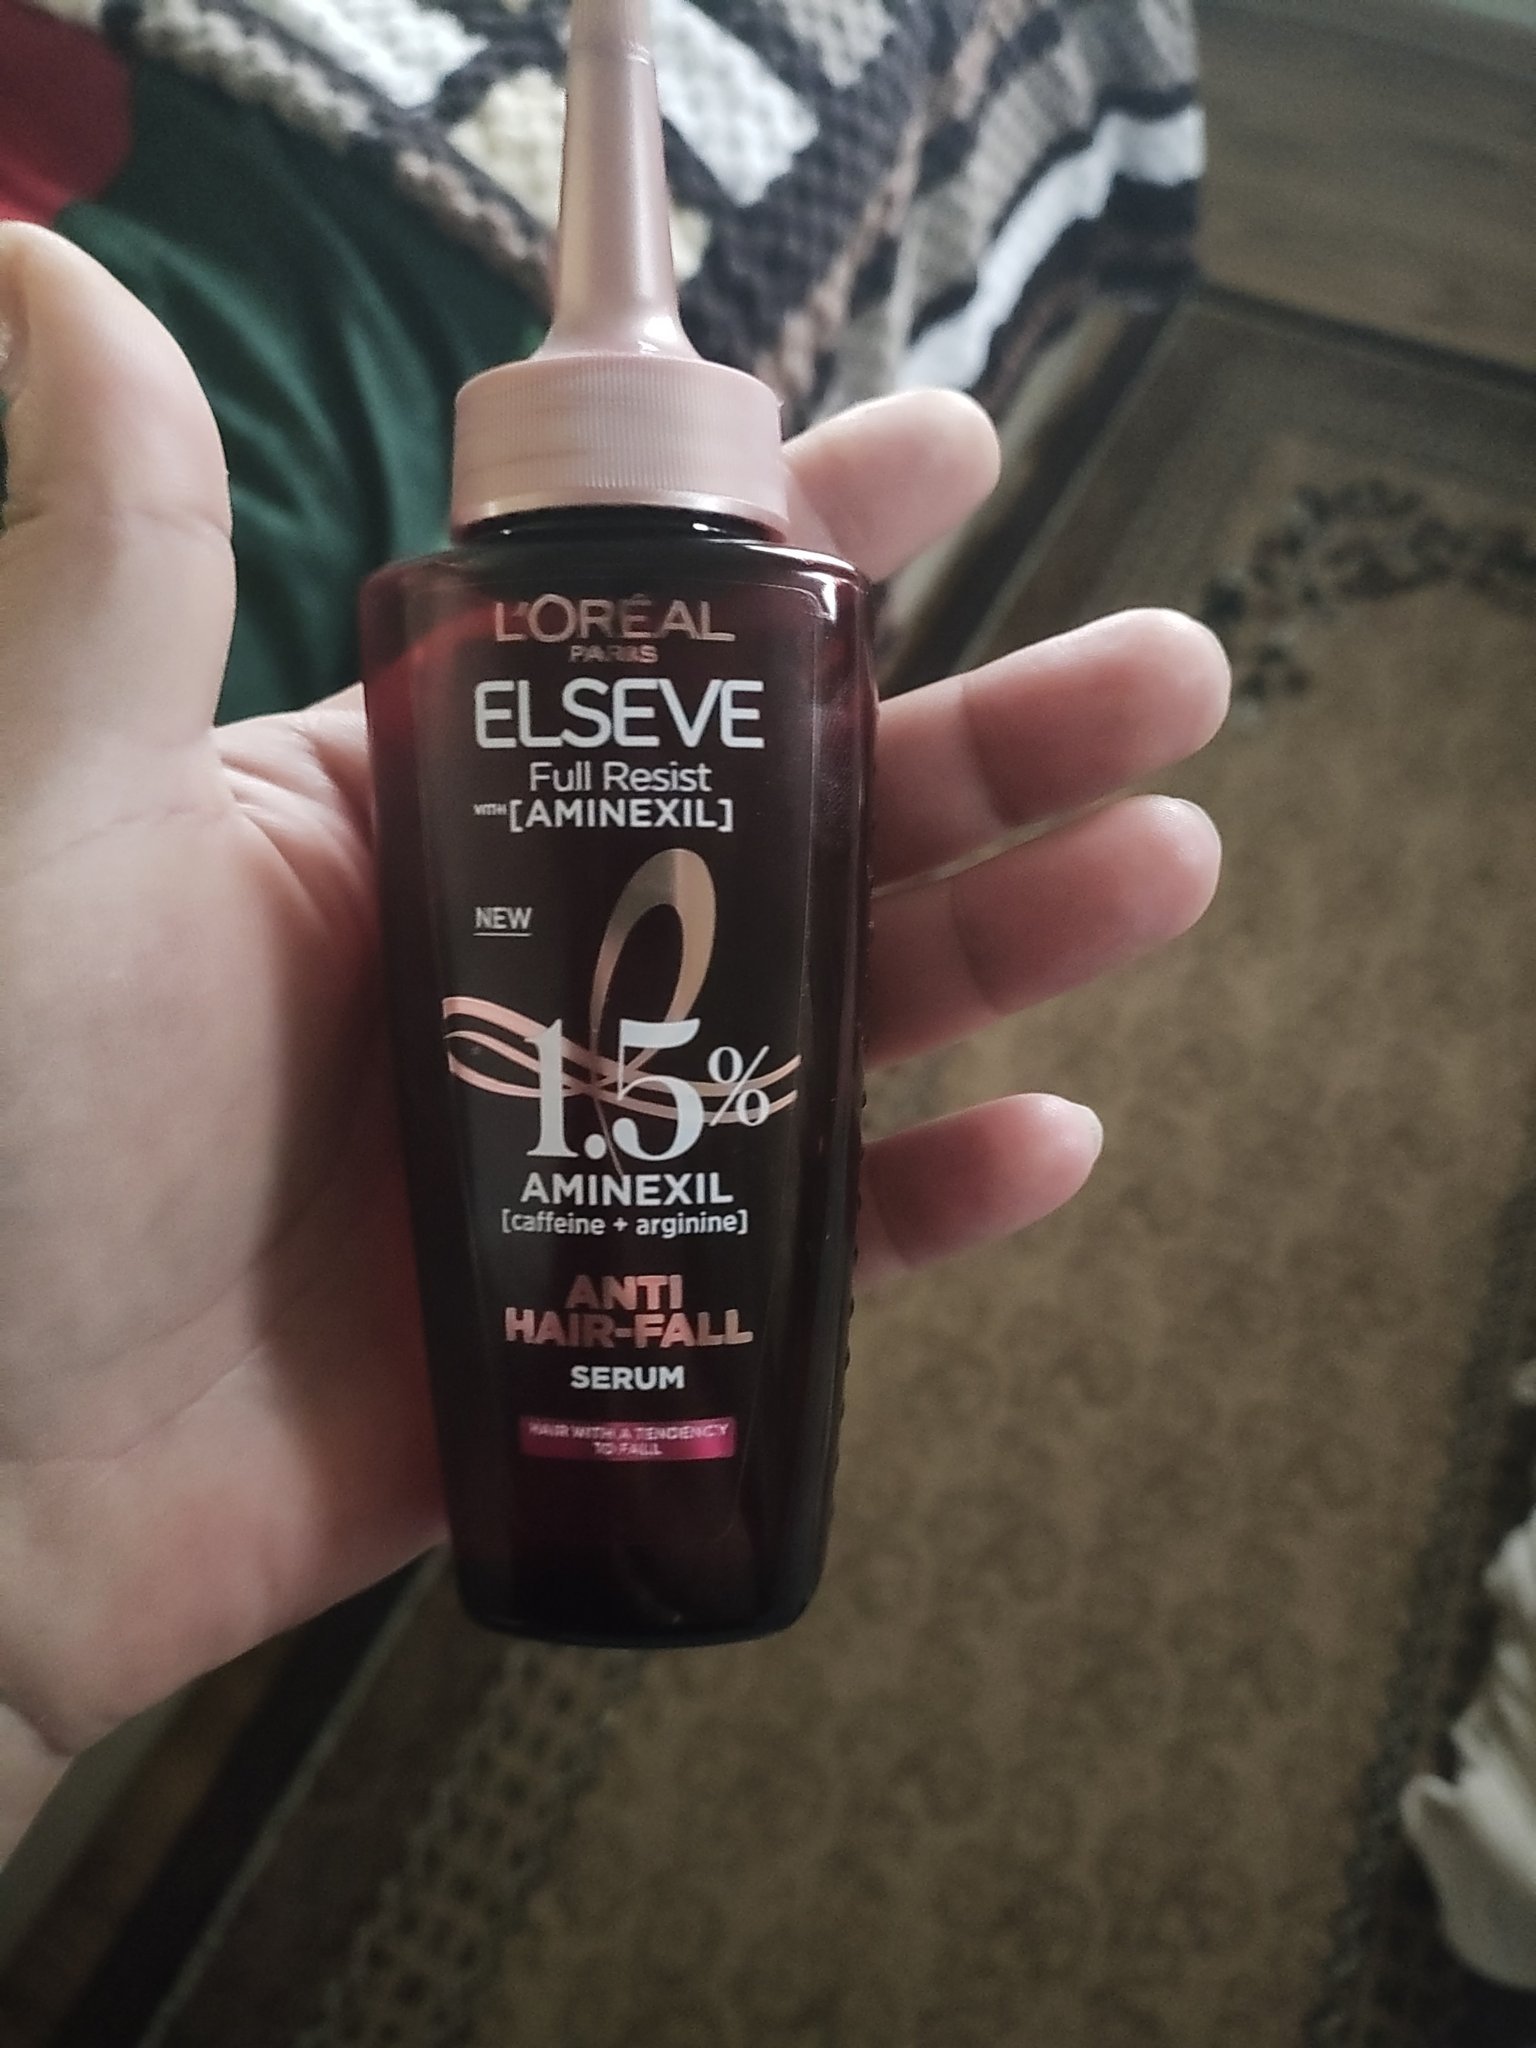 L'ORÉAL
PARIS
ELSEVE
Full Resist
WITH [AMINEXIL]
NEW
1.5%
AMINEXIL
[caffeine + arginine]
ANTI
HAIR-FALL
SERUM
HAIR WITH A TENDENCY
TO FALL